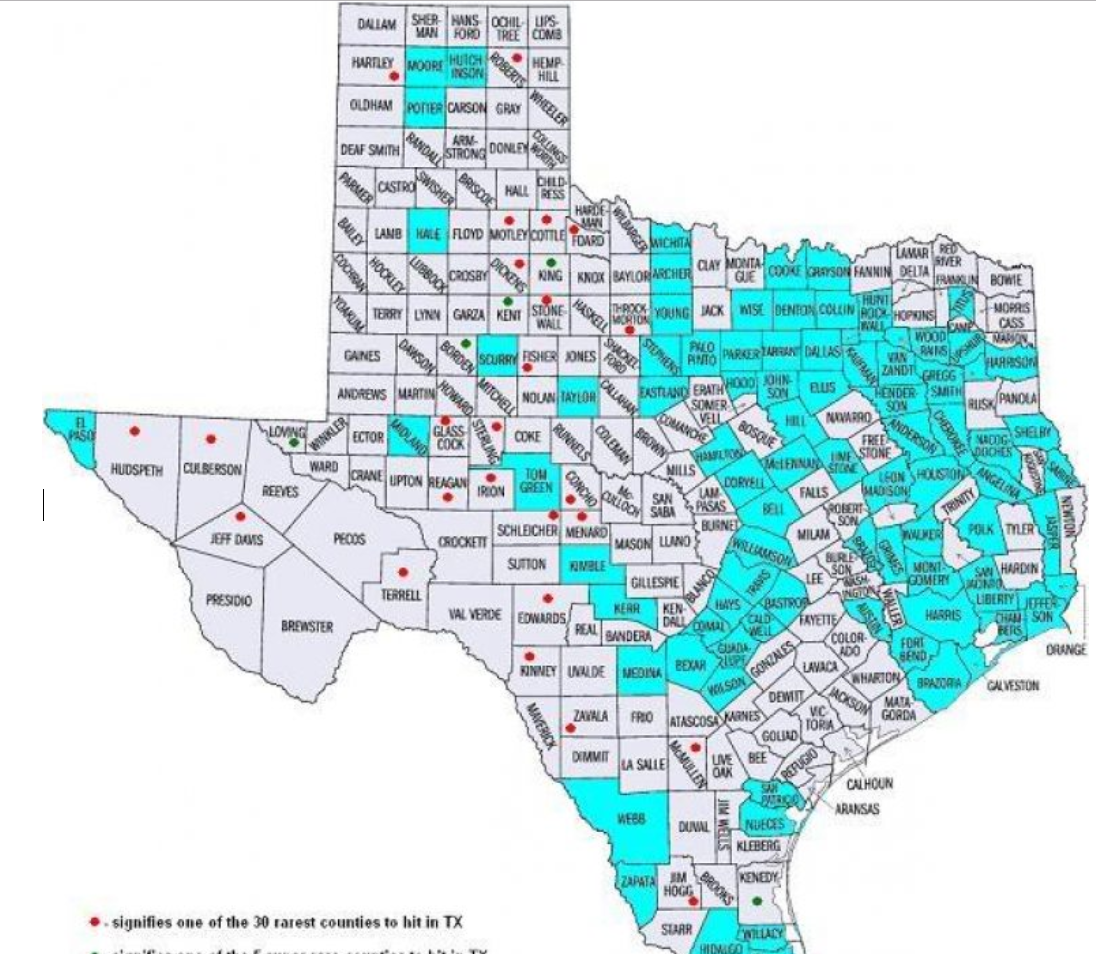 DALLAM
SHER-
MAN
HANS-
FORD
OCHIL-
TREE
LIPS-
COMB
HARTLEY
MOORE
HUTCH
INSON
ROBERTS
HEMP-
HILL
OLDHAM
POTTER
CARSON
GRAY
WHEELER
DEAF SMITH
RANDALL
ARM-
STRONG
DONLEY
COLLINGS
WORTH
PARMER
CASTRO
SWISHER
BRISCOE
HALL
CHILD-
RESS
BAILEY
LAMB
HALE
FLOYD
MOTLEY
COTTLE
HARDE-
MAN
FOARD
WILBARGER
WICHITA
COCHRAN
HOCKLEY
LUBBOCK
CROSBY
DICKENS
KING
KNOX
BAYLOR
ARCHER
CLAY
MONTA-
GUE
COOKE
GRAYSON
FANNIN
LAMAR
DELTA
RED
RIVER
FRANKLIN
BOWIE
YOAKUM
TERRY
LYNN
GARZA
KENT
STONE-
WALL
HASKELL
THROCK-
MORTON
YOUNG
JACK
WISE
DENTON
COLLIN
HUNT
ROCK-
WALL
HOPKINS
TITUS
CAMP
MORRIS
CASS
MARION
GAINES
DAWSON
BORDEN
SCURRY
FISHER
JONES
SHACKEL-
FORD
STEPHENS
PALO
PINTO
PARKER
TARRANT
DALLAS
KAUFMAN
VAN
ZANDT
WOOD
RAINS
UPSHUR
HARRISON
GREGG
SMITH
ANDREWS
MARTIN
HOWARD
MITCHELL
NOLAN
TAYLOR
CALLAHAN
EASTLAND
ERATH
SOMER-
VELL
HOOD
JOHN-
SON
ELLIS
NAVARRO
HENDER-
SON
RUSK
PANOLA
EL
PASO
HUDSPETH
CULBERSON
LOVING
WINKLER
ECTOR
MIDLAND
GLASS-
COCK
STERLING
COKE
RUNNELS
COLEMAN
BROWN
COMANCHE
HAMILTON
BOSQUE
HILL
FREE
STONE
ANDERSON
CHEROKEE
NACOG-
DOCHES
SHELBY
REEVES
WARD
CRANE
UPTON
REAGAN
IRION
TOM
GREEN
CONCHO
MC-
CULLOCH
SAN
SABA
MILLS
LAM-
PASAS
CORYELL
MCLENNAN
LIME-
STONE
FALLS
LEON
MADISON
HOUSTON
ANGELINA
SAN-
AUGUSTINE
SABINE
JEFF DAVIS
PECOS
CROCKETT
SCHLEICHER
MENARD
MASON
LLANO
BURNET
BELL
MILAM
ROBERT-
SON
BRAZOS
GRIMES
WALKER
TRINITY
POLK
TYLER
JASPER
NEWTON
PRESIDIO
BREWSTER
TERRELL
VAL VERDE
SUTTON
KIMBLE
GILLESPIE
BLANCO
WILLIAMSON
TRAVIS
LEE
BURLE-
SON
WASH-
INGTON
WALLER
MONT-
GOMERY
SAN
JACINTO
HARDIN
LIBERTY
EDWARDS
REAL
KERR
BANDERA
KEN-
DALL
HAYS
COMAL
CALD
WELL
BASTROP
FAYETTE
AUSTIN
HARRIS
CHAM-
BERS
JEFFER-
SON
ORANGE
KINNEY
UVALDE
MEDINA
BEXAR
GUADA-
LUPE
WILSON
GONZALES
LAVACA
COLOR-
ADO
WHARTON
FORT
BEND
BRAZORIA
GALVESTON
MAVERICK
ZAVALA
FRIO
ATASCOSA
KARNES
DEWITT
VIC-
TORIA
JACKSON
MATA-
GORDA
DIMMIT
LA SALLE
MCMULLEN
LIVE
OAK
BEE
GOLIAD
REFUGIO
CALHOUN
ARANSAS
WEBB
DUVAL
JIM WELLS
SAN
PATRICIO
NUECES
KLEBERG
ZAPATA
JIM
HOGG
BROOKS
KENEDY
STARR
HIDALGO
WILLACY
- signifies one of the 30 rarest counties to hit in TX